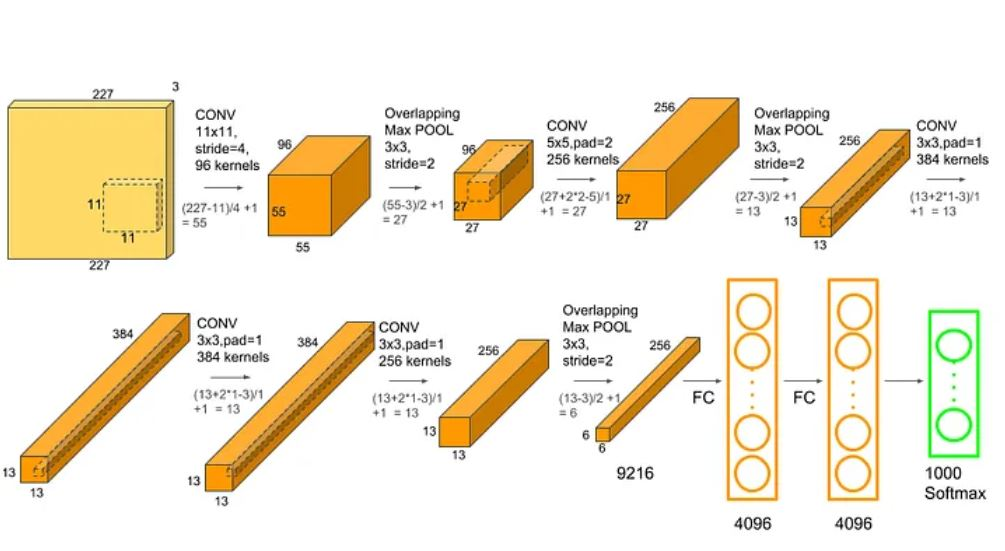 3
227
CONV
11x11,
stride=4,
96 kernels
(227-11)/4 +1
= 55
11
11
227
96
55
55
Overlapping
Max POOL
3x3,
stride=2
(55-3)/2 +1
= 27
96
27
27
CONV
5x5,pad=2
256 kernels
(27+2*2-5)/1
+1 = 27
256
27
27
Overlapping
Max POOL
3x3,
stride=2
(27-3)/2 +1
= 13
256
13
13
CONV
3x3,pad=1
384 kernels
(13+2*1-3)/1
+1 = 13
384
13
13
CONV
3x3,pad=1
384 kernels
(13+2*1-3)/1
+1 = 13
384
13
13
CONV
3x3,pad=1
256 kernels
(13+2*1-3)/1
+1 = 13
256
13
13
Overlapping
Max POOL
3x3,
stride=2
(13-3)/2 +1
= 6
256
6
6
9216
FC
4096
FC
4096
1000
Softmax